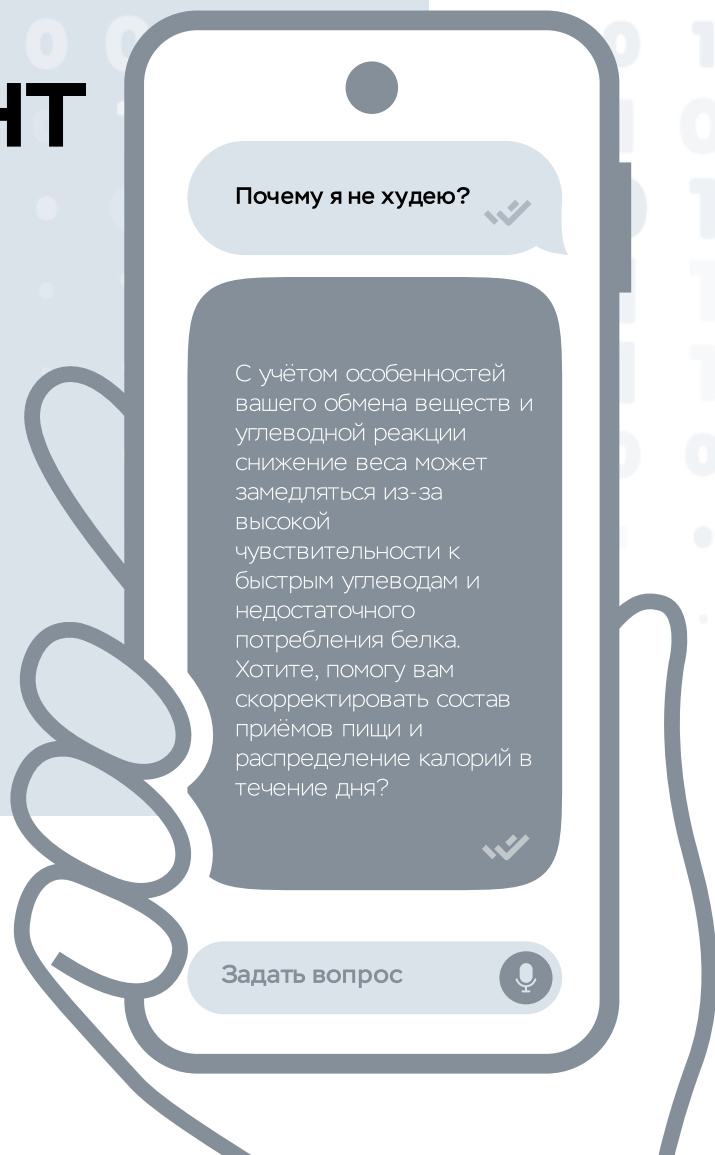 нт
Почему я не худею?
С учётом особенностей
вашего обмена веществ и
углеводной реакции
снижение веса может
замедляться из-за
высокой
чувствительности к
быстрым углеводам и
недостаточного
потребления белка.
Хотите, помогу вам
скорректировать состав
приёмов пищи и
распределение калорий в
течение дня?
Задать вопрос